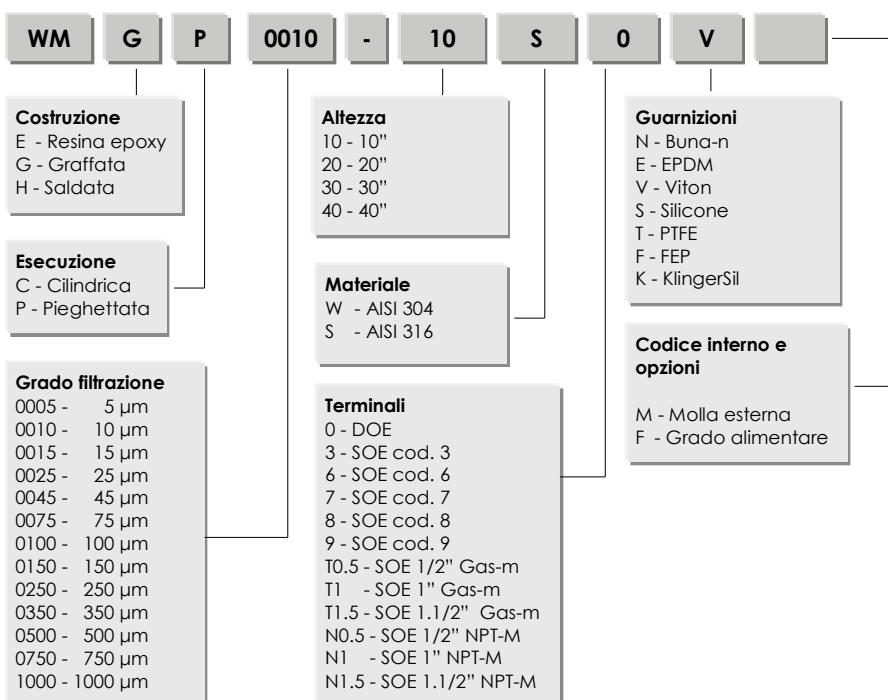 WM G P 0010 - 10 S 0 V
Costruzione
E - Resina epoxy
G - Graffata
H - Saldata
Esecuzione
C - Cilindrica
P - Pieghettata
Grado filtrazione
0005 - 5 µm
0010 - 10 µm
0015 - 15 µm
0025 - 25 µm
0045 - 45 µm
0075 - 75 µm
0100 - 100 µm
0150 - 150 µm
0250 - 250 µm
0350 - 350 µm
0500 - 500 µm
0750 - 750 µm
1000 - 1000 µm
Altezza
10 - 10”
20 - 20”
30 - 30”
40 - 40”
Materiale
W - AISI 304
S - AISI 316
Terminali
0 - DOE
3 - SOE cod. 3
6 - SOE cod. 6
7 - SOE cod. 7
8 - SOE cod. 8
9 - SOE cod. 9
T0.5 - SOE 1/2” Gas-m
T1 - SOE 1” Gas-m
T1.5 - SOE 1.1/2” Gas-m
N0.5 - SOE 1/2” NPT-M
N1 - SOE 1” NPT-M
N1.5 - SOE 1.1/2” NPT-M
Guarnizioni
N - Buna-n
E - EPDM
V - Viton
S - Silicone
T - PTFE
F - FEP
K - KlingerSil
Codice interno e
opzioni
M - Molla esterna
F - Grado alimentare